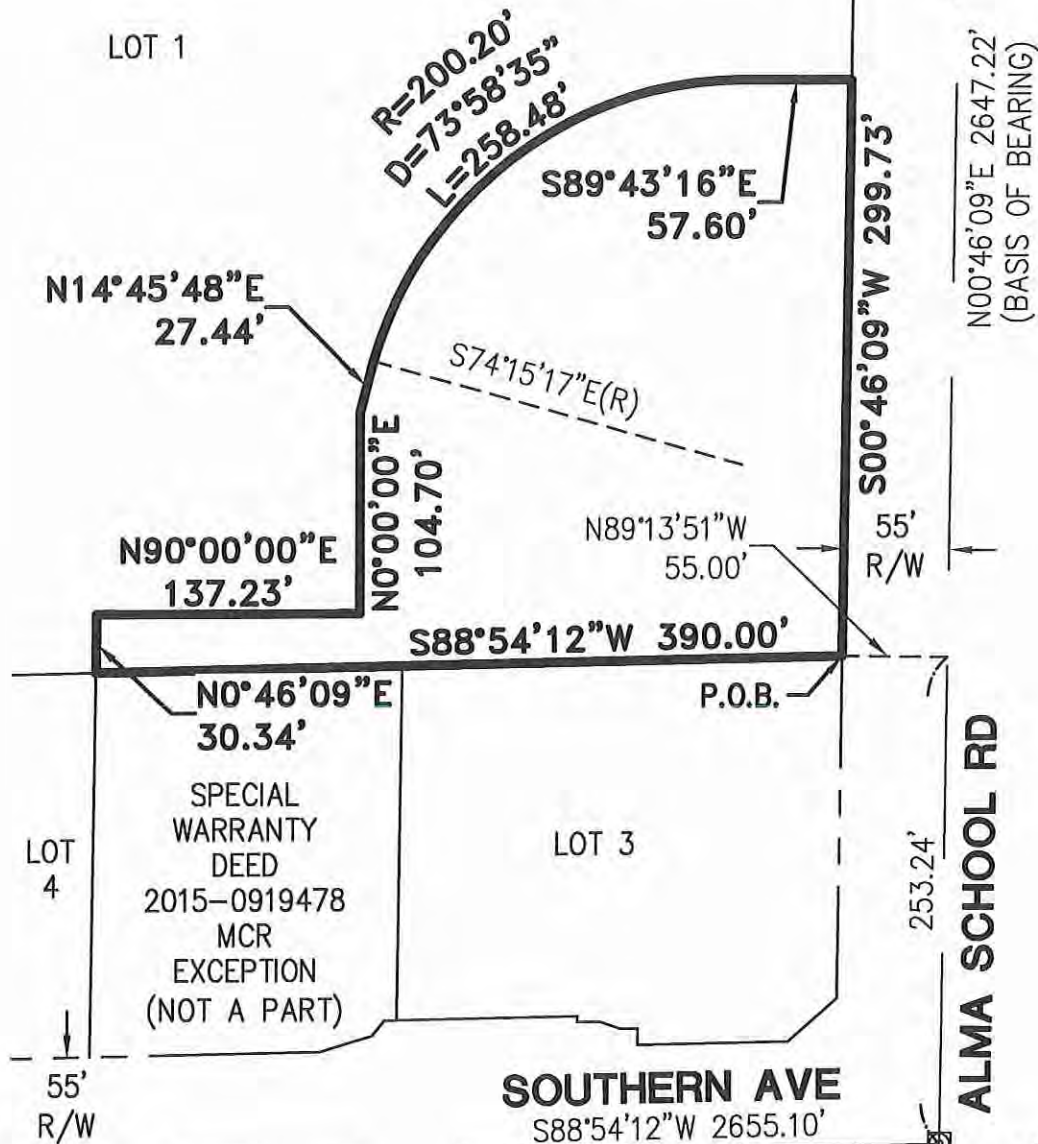 LOT 1
R=200.20'
D=73°58'35"
L=258.48'
S89°43'16"E
57.60'
S00°46'09"W 299.73'
N00°46'09"E 2647.22'
(BASIS OF BEARING)
N14°45'48"E
27.44'
S74°15'17"E(R)
N0°00'00"E
104.70'
N89°13'51"W
55.00'
55'
R/W
N90°00'00"E
137.23'
S88°54'12"W 390.00'
P.O.B.
N0°46'09"E
30.34'
SPECIAL
WARRANTY
DEED
2015-0919478
MCR
EXCEPTION
(NOT A PART)
LOT
4
LOT 3
253.24'
ALMA SCHOOL RD
55'
R/W
SOUTHERN AVE
S88°54'12"W 2655.10'